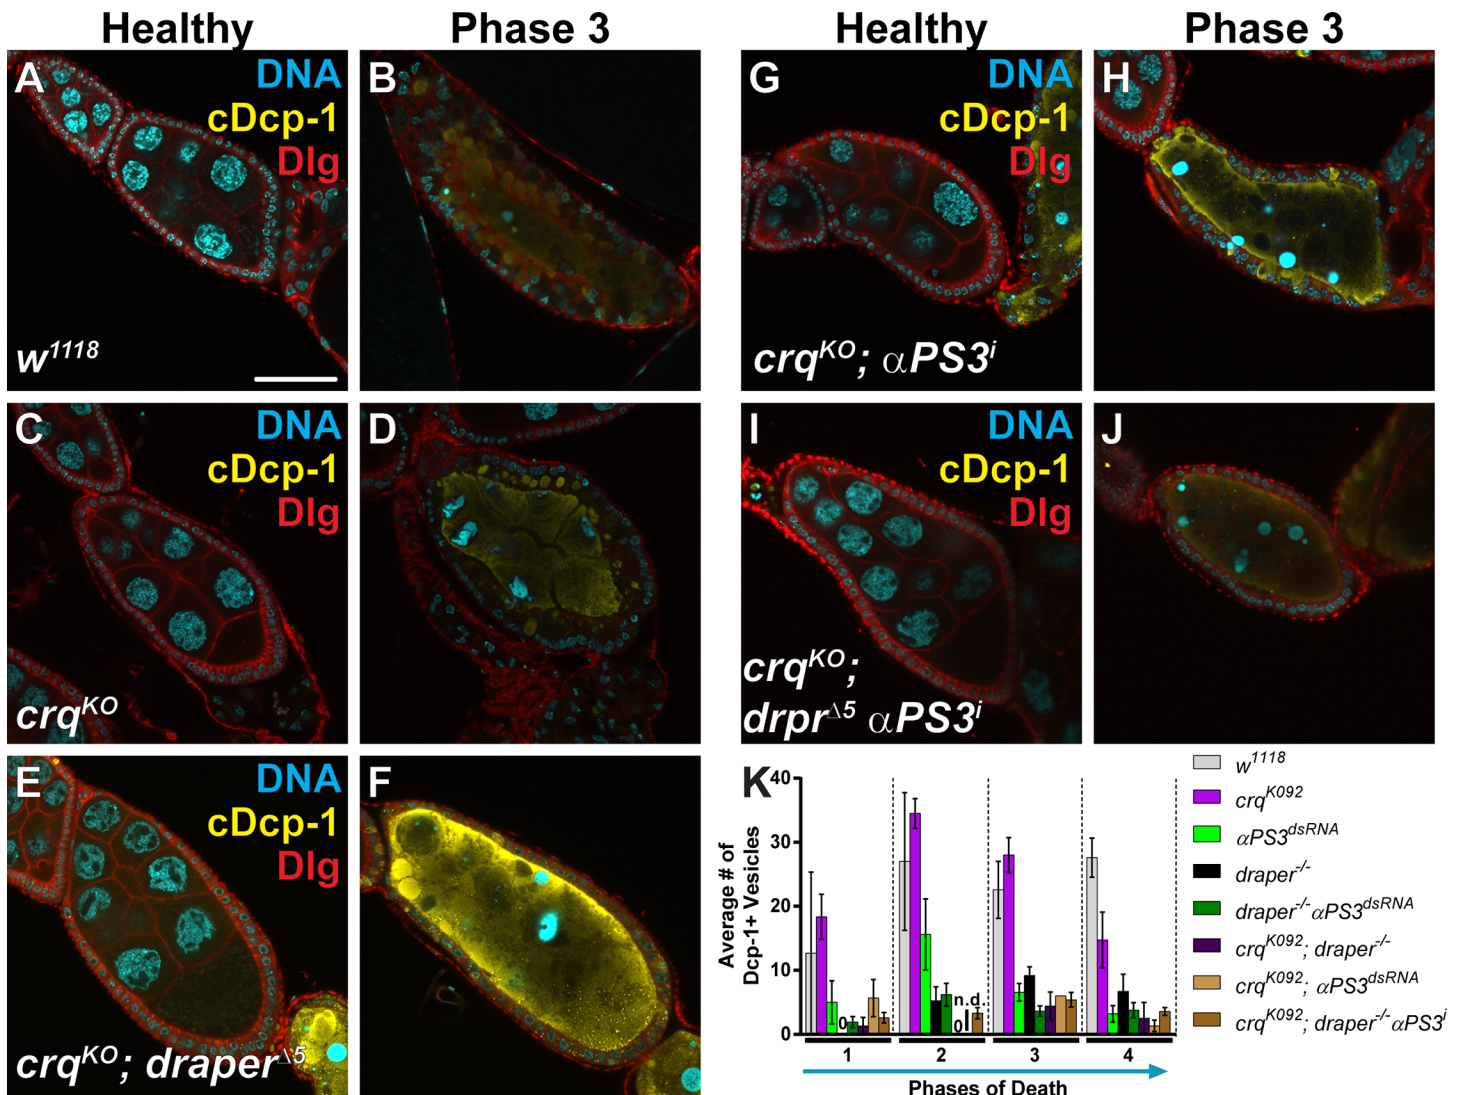 Healthy
Phase 3
Healthy
Phase 3
A
DNA
cDcp-1
Dlg
w1118
B
G
DNA
cDcp-1
Dlg
crqKO; αPS3i
H
C
DNA
cDcp-1
Dlg
crqKO
D
I
DNA
cDcp-1
Dlg
crqKO;
drprΔ5 αPS3i
J
E
DNA
cDcp-1
Dlg
crqKO; draperΔ5
F
K
Average # of
Dcp-1+ Vesicles
40
30
20
10
0
0
0
n.d.
1
2
3
4
Phases of Death
w1118
crqK092
αPS3dsRNA
draper-/-
draper-/-αPS3dsRNA
crqK092; draper-/-
crqK092; αPS3dsRNA
crqK092; draper-/-αPS3i